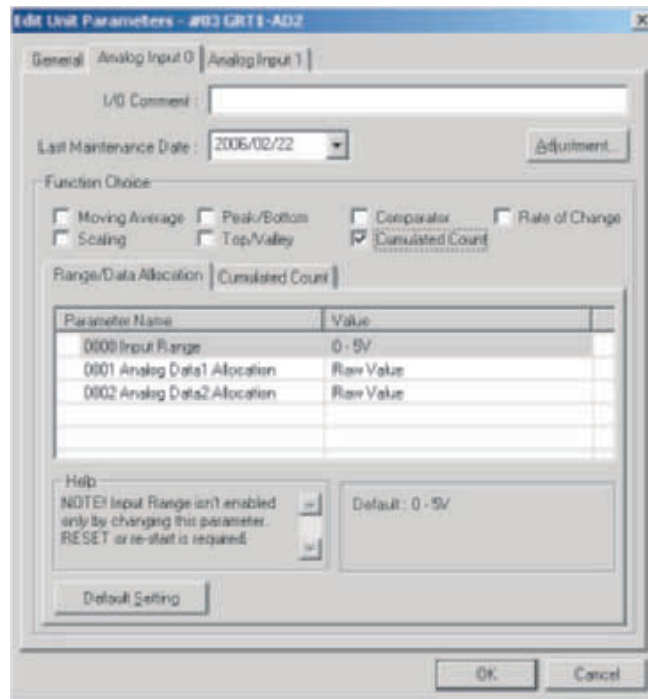 Edit Unit Parameters - #03 GRT1-AD2
General Analog Input 0 Analog Input 1
I/O Comment :
Last Maintenance Date : 2006/02/22 Adjustment...
Function Choice
Moving Average Peak/Bottom Comparator Rate of Change
Scaling Top/Valley Cumulated Count
Range/Data Allocation Cumulated Count
Parameter Name Value
0000 Input Range 0 - 5V
0001 Analog Data1 Allocation Raw Value
0002 Analog Data2 Allocation Raw Value
Help
NOTE! Input Range isn't enabled
only by changing this parameter.
RESET or re-start is required.
Default : 0 - 5V
Default Setting
OK Cancel